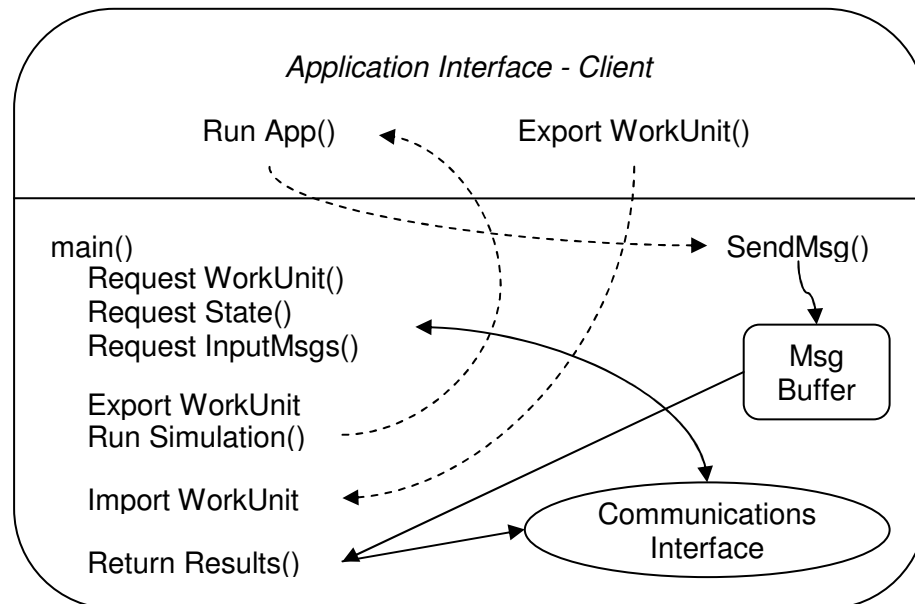 Application Interface - Client
Run App()
Export WorkUnit()
main()
Request WorkUnit()
Request State()
Request InputMsgs()
Export WorkUnit
Run Simulation()
Import WorkUnit
Return Results()
SendMsg()
Msg
Buffer
Communications
Interface